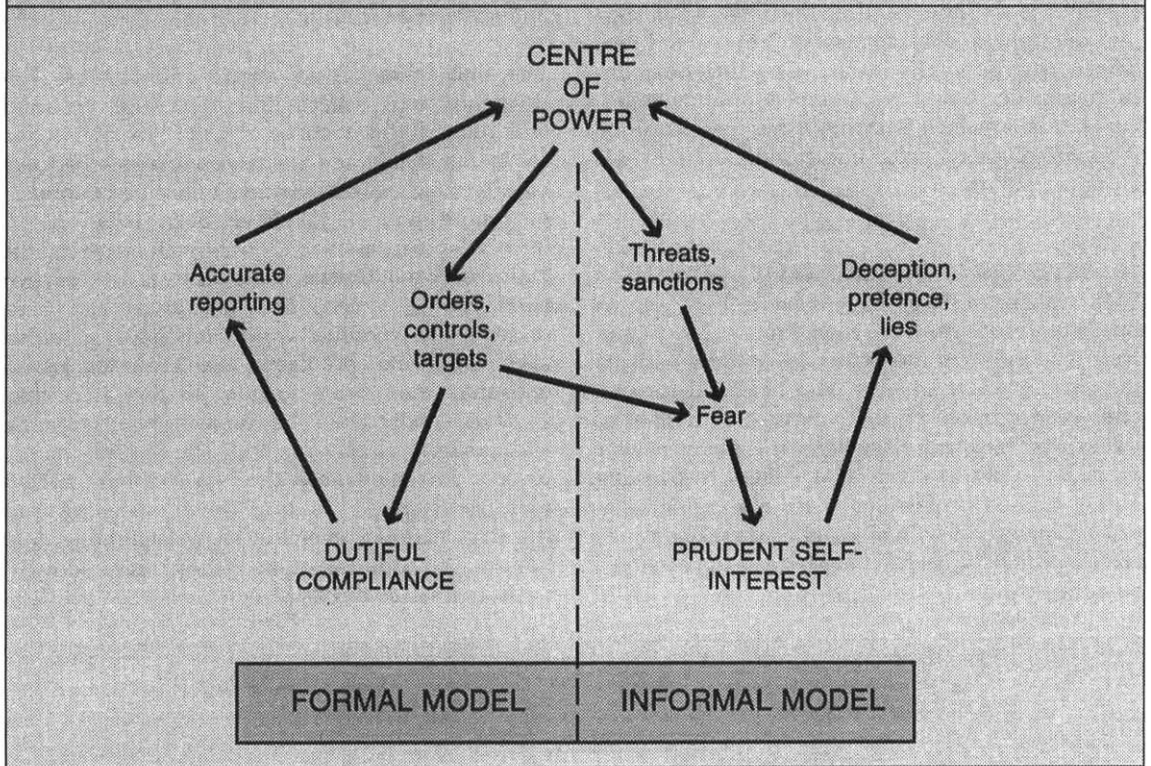 CENTRE
OF
POWER
Accurate
reporting
Orders,
controls,
targets
Threats,
sanctions
Deception,
pretence,
lies
Fear
DUTIFUL
COMPLIANCE
PRUDENT SELF-
INTEREST
FORMAL MODEL
INFORMAL MODEL